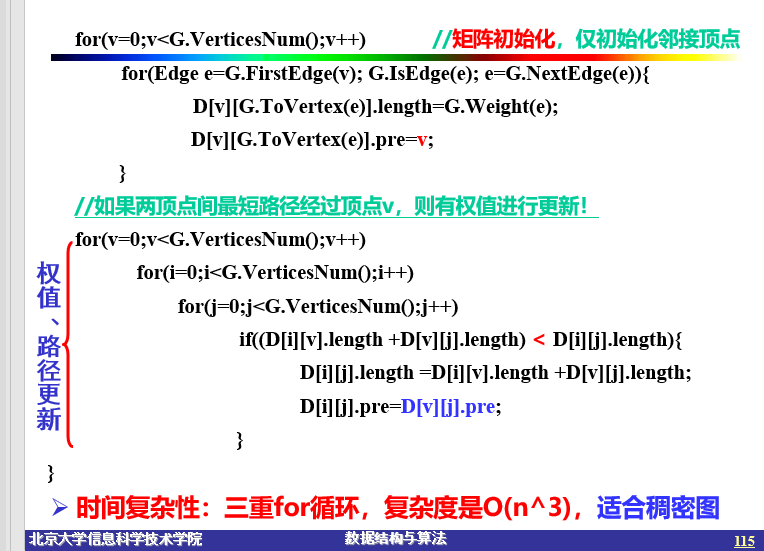 for(v=0;v<G.VerticesNum();v++) //矩阵初始化，仅初始化邻接顶点
for(Edge e=G.FirstEdge(v); G.IsEdge(e); e=G.NextEdge(e)){
D[v][G.ToVertex(e)].length=G.Weight(e);
D[v][G.ToVertex(e)].pre=v;
}
//如果两顶点间最短路径经过顶点v，则有权值进行更新！
for(v=0;v<G.VerticesNum();v++)
for(i=0;i<G.VerticesNum();i++)
for(j=0;j<G.VerticesNum();j++)
if((D[i][v].length +D[v][j].length) < D[i][j].length){
D[i][j].length =D[i][v].length +D[v][j].length;
D[i][j].pre=D[v][j].pre;
}
权值、路径更新
}
➢ 时间复杂性：三重for循环，复杂度是O(n^3)，适合稠密图
北京大学信息科学技术学院 数据结构与算法 115